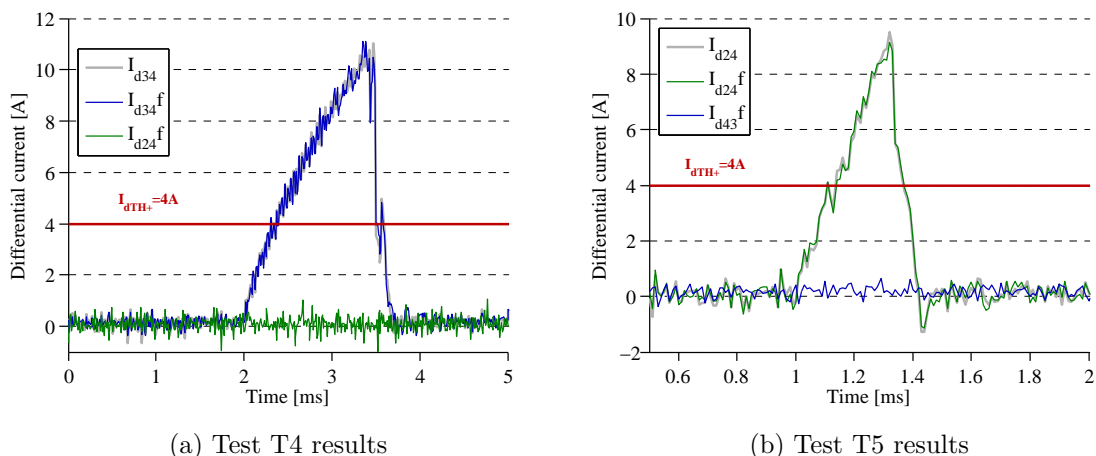 12
10
8
6
4
2
0
Differential current [A]
I_d34
I_d34f
I_d24f
I_dTH+=4A
0 1 2 3 4 5
Time [ms]
(a) Test T4 results
10
8
6
4
2
0
−2
Differential current [A]
I_d24
I_d24f
I_d43f
I_dTH+=4A
0.6 0.8 1 1.2 1.4 1.6 1.8 2
Time [ms]
(b) Test T5 results